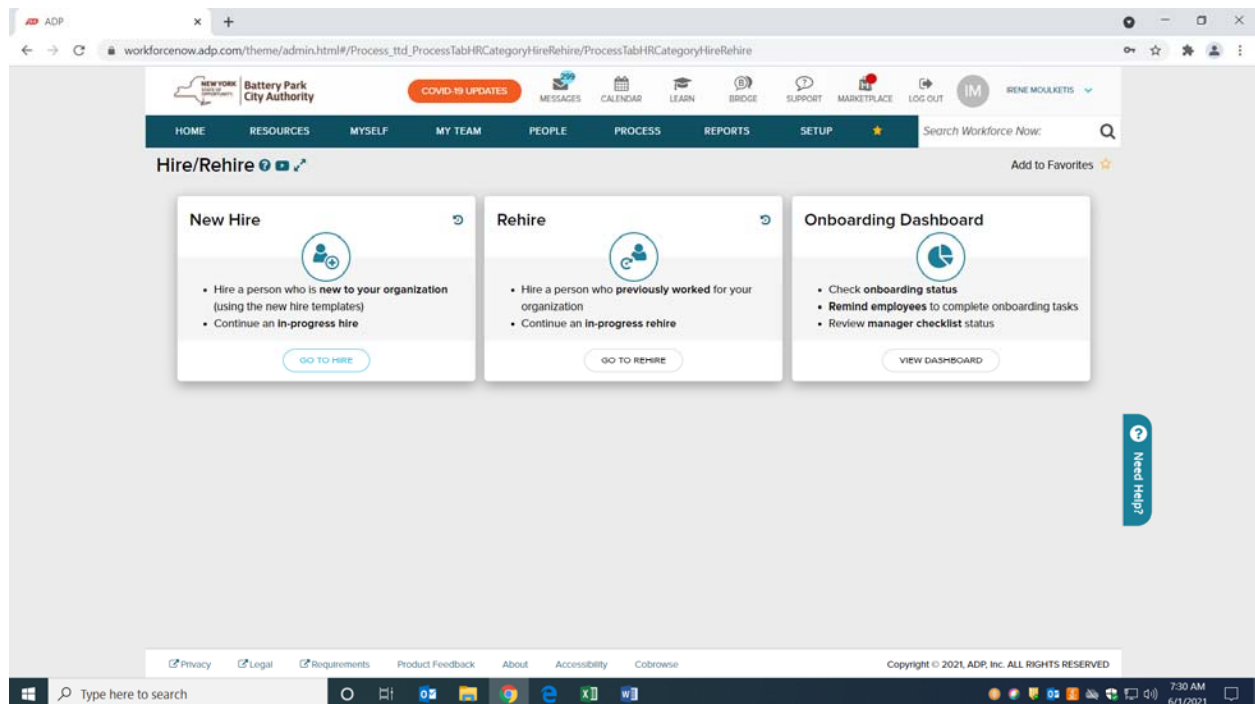 ADP
workforcenow.adp.com/theme/admin.html#/Process_ttd_ProcessTabHRCategoryHireRehire/ProcessTabHRCategoryHireRehire
NEW YORK
Battery Park
City Authority
COVID-19 UPDATES
299
MESSAGES
CALENDAR
LEARN
BRIDGE
SUPPORT
MARKETPLACE
LOG OUT
IM
IRENE MOULKETIS
HOME RESOURCES MYSELF MY TEAM PEOPLE PROCESS REPORTS SETUP
Search Workforce Now:
Hire/Rehire
Add to Favorites
New Hire
• Hire a person who is new to your organization
(using the new hire templates)
• Continue an in-progress hire
GO TO HIRE
Rehire
• Hire a person who previously worked for your
organization
• Continue an in-progress rehire
GO TO REHIRE
Onboarding Dashboard
• Check onboarding status
• Remind employees to complete onboarding tasks
• Review manager checklist status
VIEW DASHBOARD
Need Help?
Privacy Legal Requirements Product Feedback About Accessibility Cobrowse
Copyright © 2021, ADP, Inc. ALL RIGHTS RESERVED
Type here to search
7:30 AM
6/1/2021